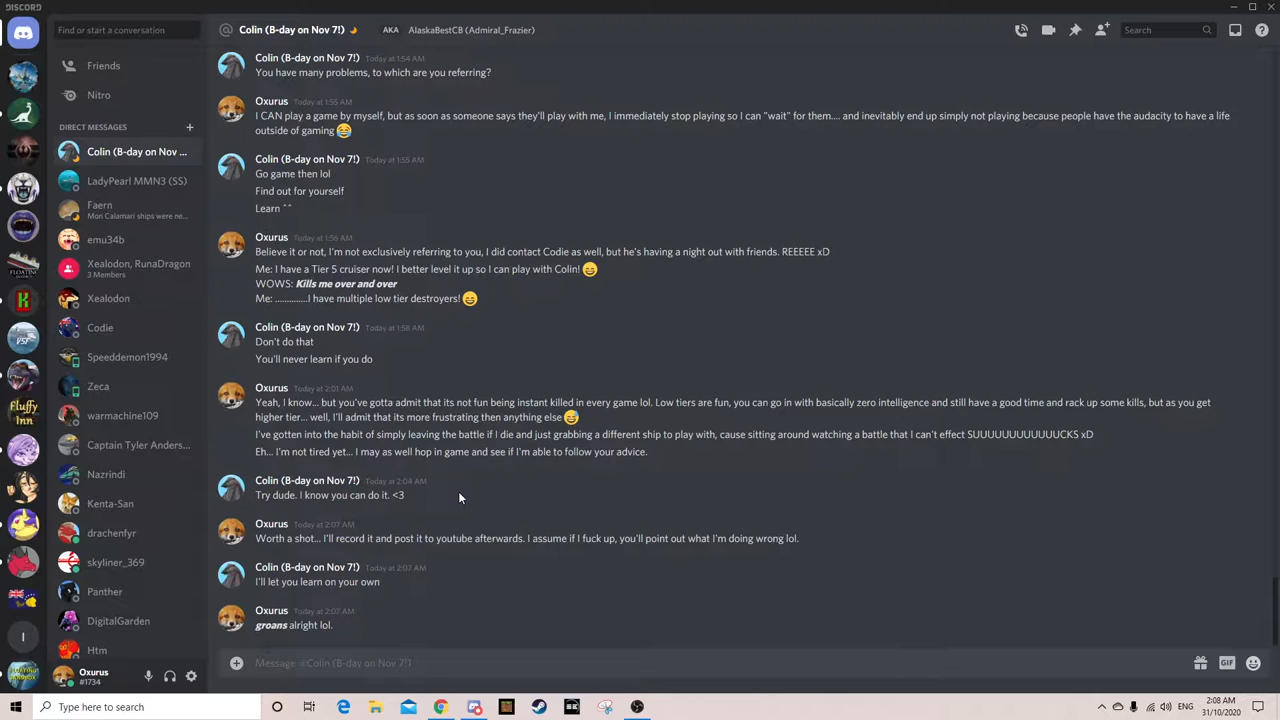 DISCORD
Find or start a conversation
Colin (B-day on Nov 7!)
AKA AlaskaBestCB (Admiral_Frazier)
Search
Friends
Nitro
DIRECT MESSAGES
Colin (B-day on Nov ...
LadyPearl MMN3 (SS)
Faern
Mon Calamari ships were ne...
emu34b
Xealodon, RunaDragon
3 Members
Xealodon
Codie
Speeddemon1994
Zeca
warmachine109
Captain Tyler Anders...
Nazrindi
Kenta-San
drachenfyr
skyliner_369
Panther
DigitalGarden
Htm
Oxurus
#1734
FLOATING
VSF
Fluffy
Inn
I
Colin (B-day on Nov 7!) Today at 1:54 AM
You have many problems, to which are you referring?
Oxurus Today at 1:55 AM
I CAN play a game by myself, but as soon as someone says they'll play with me, I immediately stop playing so I can "wait" for them.... and inevitably end up simply not playing because people have the audacity to have a life
outside of gaming 😂
Colin (B-day on Nov 7!) Today at 1:55 AM
Go game then lol
Find out for yourself
Learn ^^
Oxurus Today at 1:56 AM
Believe it or not, I'm not exclusively referring to you, I did contact Codie as well, but he's having a night out with friends. REEEEE xD
Me: I have a Tier 5 cruiser now! I better level it up so I can play with Colin! 😄
WOWS: Kills me over and over
Me: ..............I have multiple low tier destroyers! 😄
Colin (B-day on Nov 7!) Today at 1:58 AM
Don't do that
You'll never learn if you do
Oxurus Today at 2:01 AM
Yeah, I know... but you've gotta admit that its not fun being instant killed in every game lol. Low tiers are fun, you can go in with basically zero intelligence and still have a good time and rack up some kills, but as you get
higher tier... well, I'll admit that its more frustrating then anything else 😅
I've gotten into the habit of simply leaving the battle if I die and just grabbing a different ship to play with, cause sitting around watching a battle that I can't effect SUUUUUUUUUUUUCKS xD
Eh... I'm not tired yet... I may as well hop in game and see if I'm able to follow your advice.
Colin (B-day on Nov 7!) Today at 2:04 AM
Try dude. I know you can do it. <3
Oxurus Today at 2:07 AM
Worth a shot... I'll record it and post it to youtube afterwards. I assume if I fuck up, you'll point out what I'm doing wrong lol.
Colin (B-day on Nov 7!) Today at 2:07 AM
I'll let you learn on your own
Oxurus Today at 2:07 AM
groans alright lol.
Message @Colin (B-day on Nov 7!)
GIF
Type here to search
ENG
2:08 AM
31/10/2020